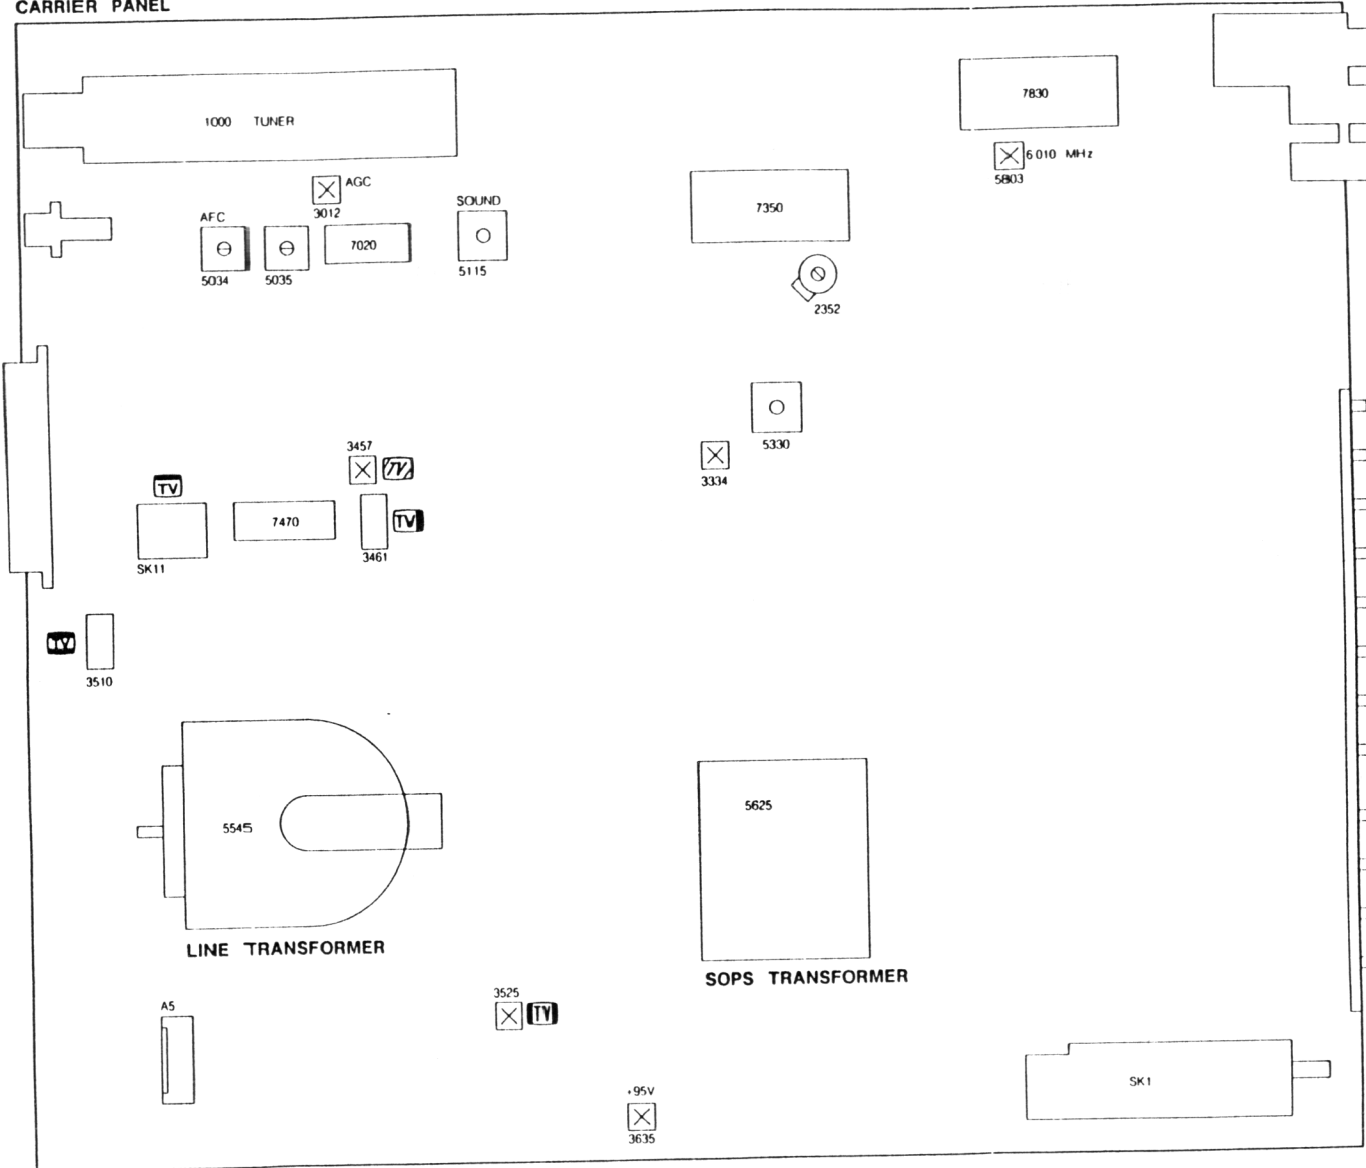 CARRIER PANEL
1000 TUNER
7830
6 010 MHz
5803
AGC
3012
7350
SOUND
AFC
7020
5034
5035
5115
2352
5330
3457
TV
3334
TV
7470
TV
SK11
3461
TV
3510
5545
5625
LINE TRANSFORMER
SOPS TRANSFORMER
3525
TV
A5
SK1
+95V
3635